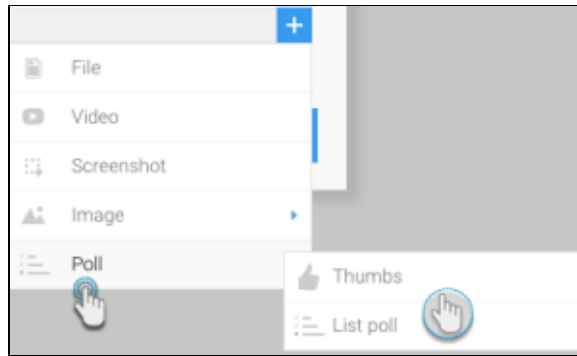 File
Video
Screenshot
Image
Poll
Thumbs
List poll